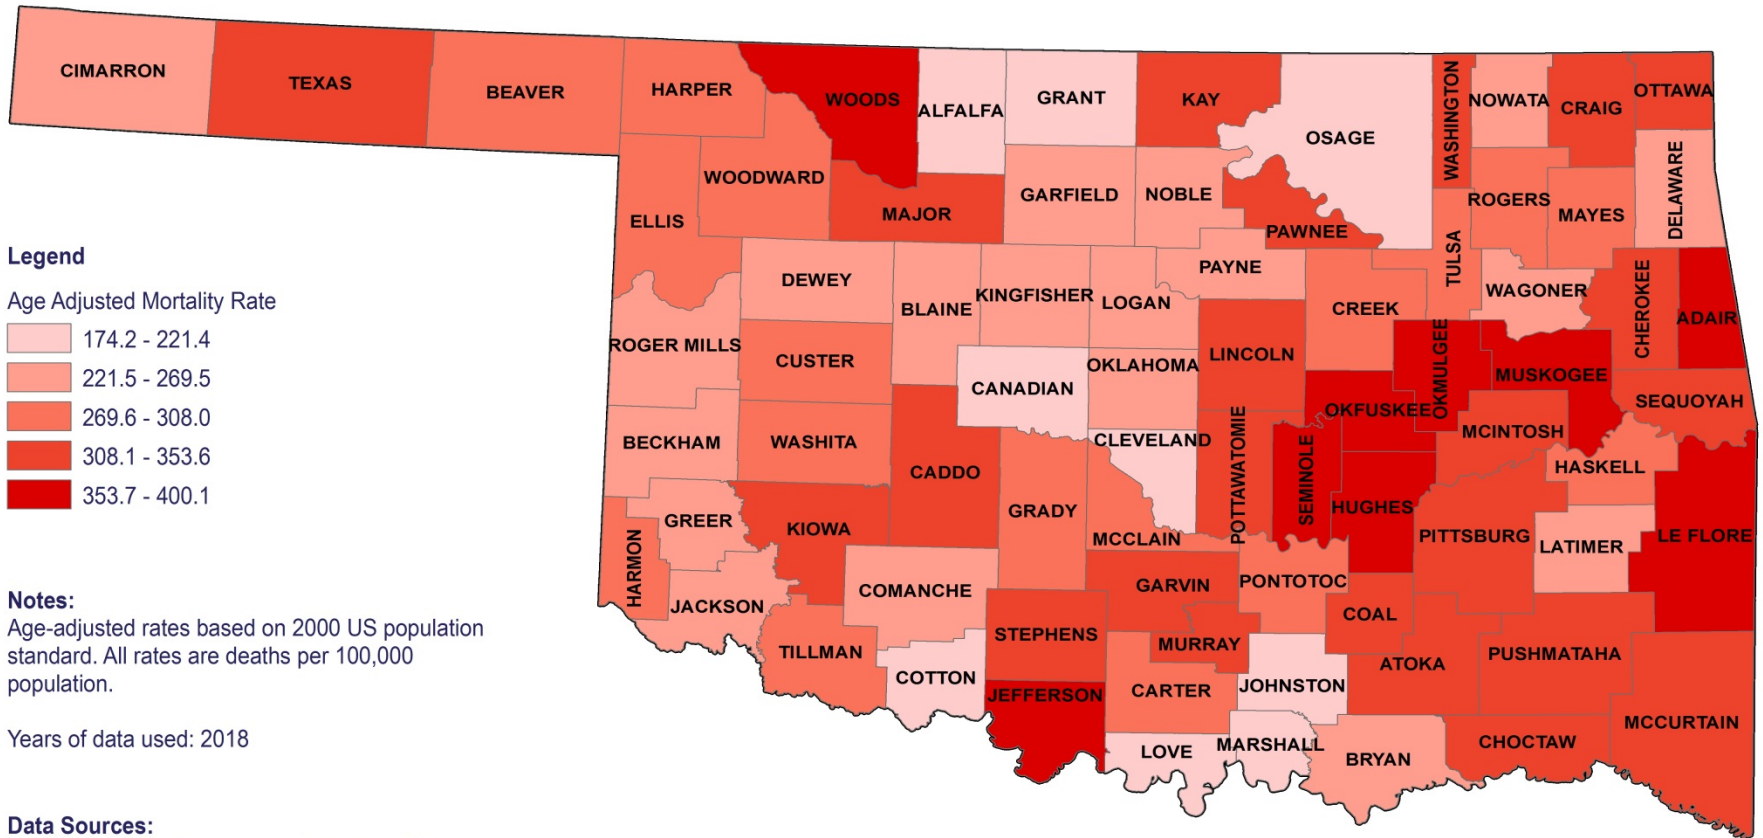 CIMARRON
TEXAS
BEAVER
HARPER
WOODS
ALFALFA
GRANT
KAY
OSAGE
WASHINGTON
NOWATA
CRAIG
OTTAWA
WOODWARD
ELLIS
MAJOR
GARFIELD
NOBLE
PAWNEE
ROGERS
MAYES
DELAWARE
TULSA
DEWEY
BLAINE
KINGFISHER
LOGAN
PAYNE
CREEK
WAGONER
CHEROKEE
ADAIR
ROGER MILLS
CUSTER
CANADIAN
OKLAHOMA
LINCOLN
OKMULGEE
MUSKOGEE
OKFUSKEE
SEQUOYAH
BECKHAM
WASHITA
CADDO
CLEVELAND
POTTAWATOMIE
SEMINOLE
MCINTOSH
HASKELL
GREER
KIOWA
GRADY
HUGHES
PITTSBURG
LATIMER
LE FLORE
HARMON
JACKSON
COMANCHE
MCCLAIN
GARVIN
PONTOTOC
COAL
TILLMAN
STEPHENS
MURRAY
ATOKA
PUSHMATAHA
COTTON
JEFFERSON
CARTER
JOHNSTON
LOVE
MARSHALL
BRYAN
CHOCTAW
MCCURTAIN
Legend
Age Adjusted Mortality Rate
174.2 - 221.4
221.5 - 269.5
269.6 - 308.0
308.1 - 353.6
353.7 - 400.1
Notes:
Age-adjusted rates based on 2000 US population
standard. All rates are deaths per 100,000
population.
Years of data used: 2018
Data Sources: